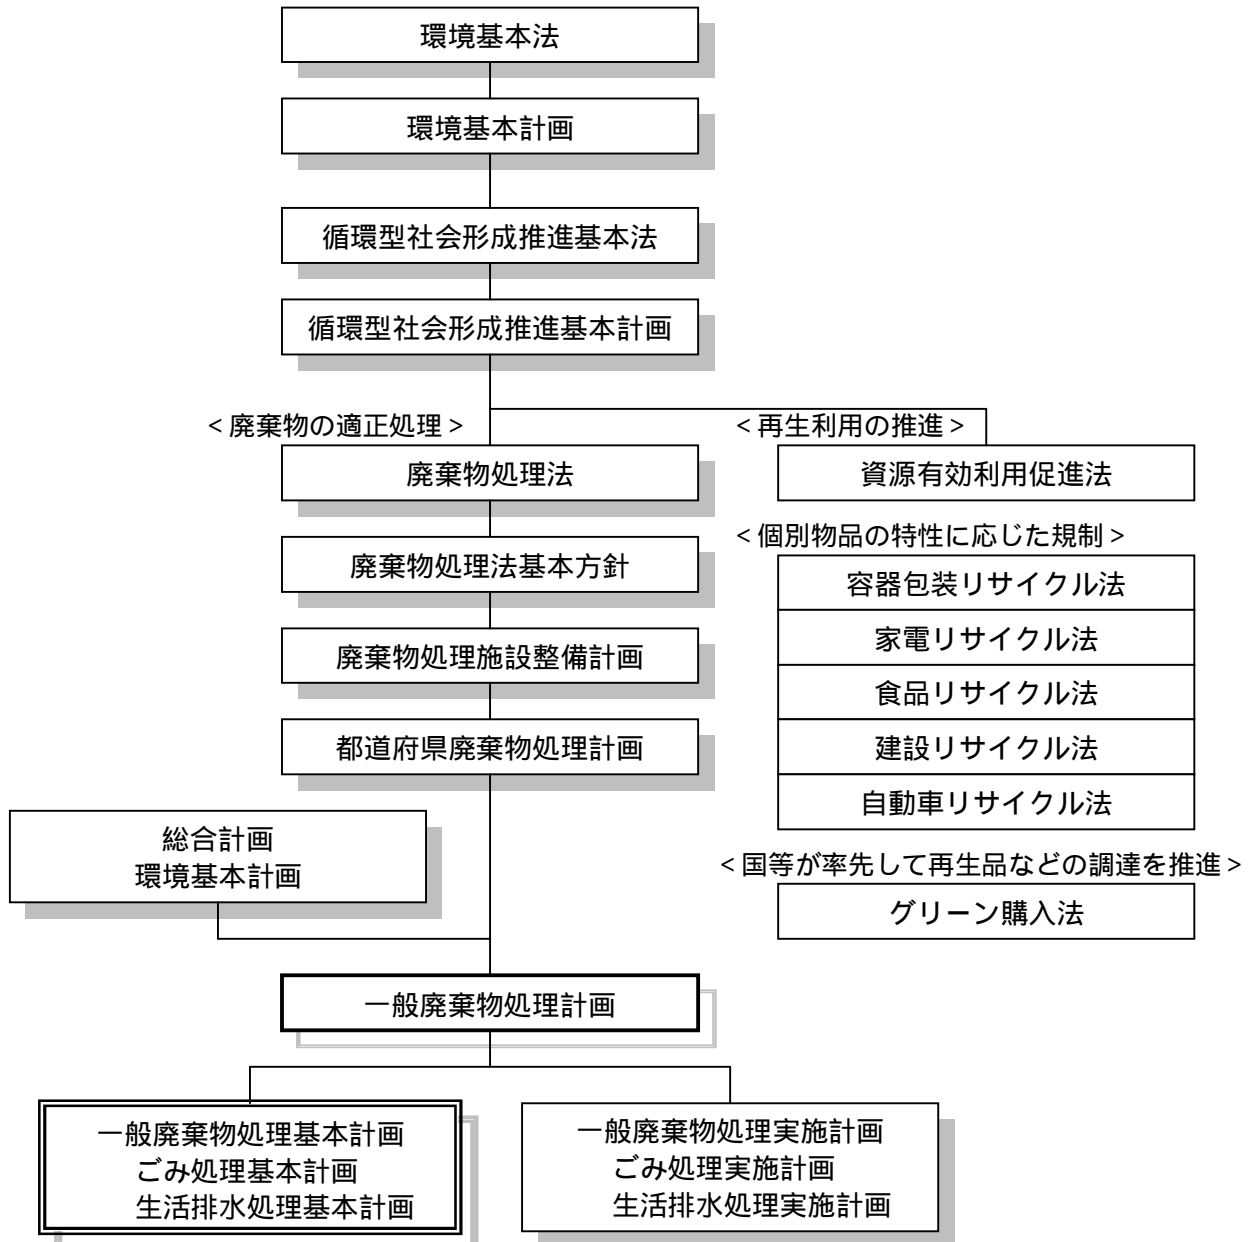 環境基本法
環境基本計画
循環型社会形成推進基本法
循環型社会形成推進基本計画
<廃棄物の適正処理>
廃棄物処理法
廃棄物処理法基本方針
廃棄物処理施設整備計画
都道府県廃棄物処理計画
<再生利用の推進>
資源有効利用促進法
<個別物品の特性に応じた規制>
容器包装リサイクル法
家電リサイクル法
食品リサイクル法
建設リサイクル法
自動車リサイクル法
<国等が率先して再生品などの調達を推進>
グリーン購入法
総合計画
環境基本計画
一般廃棄物処理計画
一般廃棄物処理基本計画
ごみ処理基本計画
生活排水処理基本計画
一般廃棄物処理実施計画
ごみ処理実施計画
生活排水処理実施計画